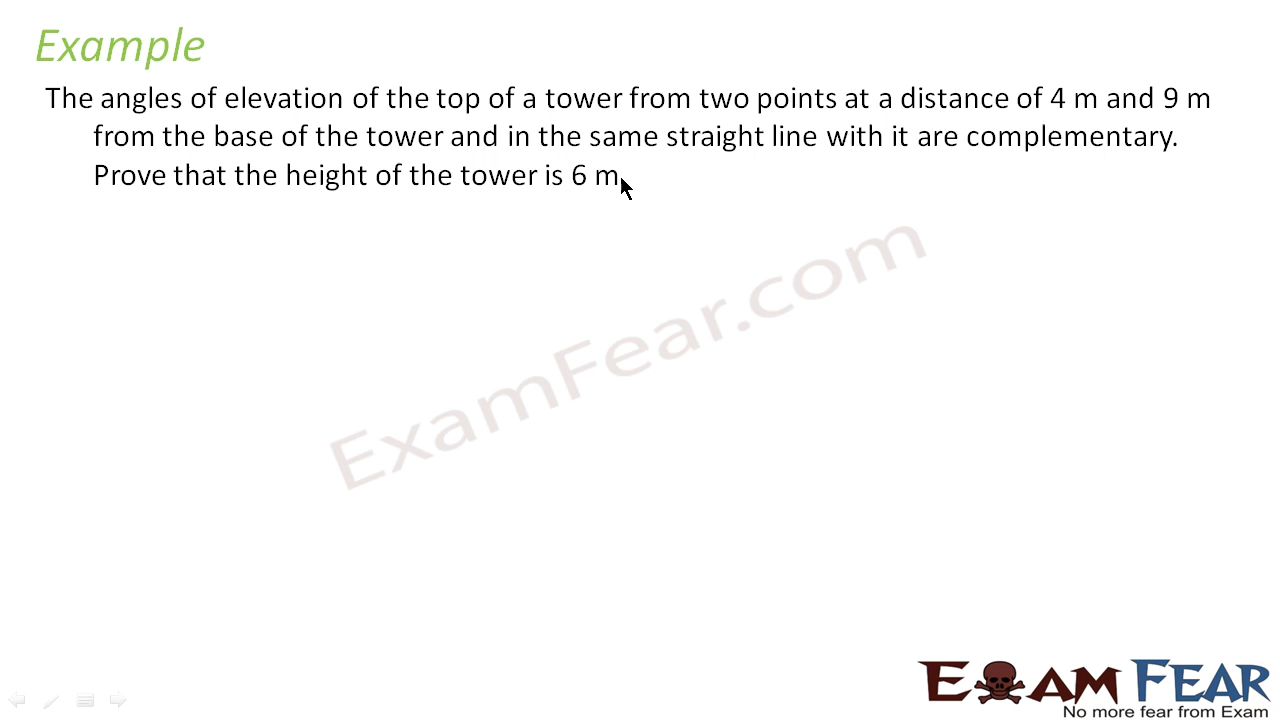 Example
The angles of elevation of the top of a tower from two points at a distance of 4 m and 9 m
from the base of the tower and in the same straight line with it are complementary.
Prove that the height of the tower is 6 m
ExamFear.com
EXAM FEAR
No more fear from Exam